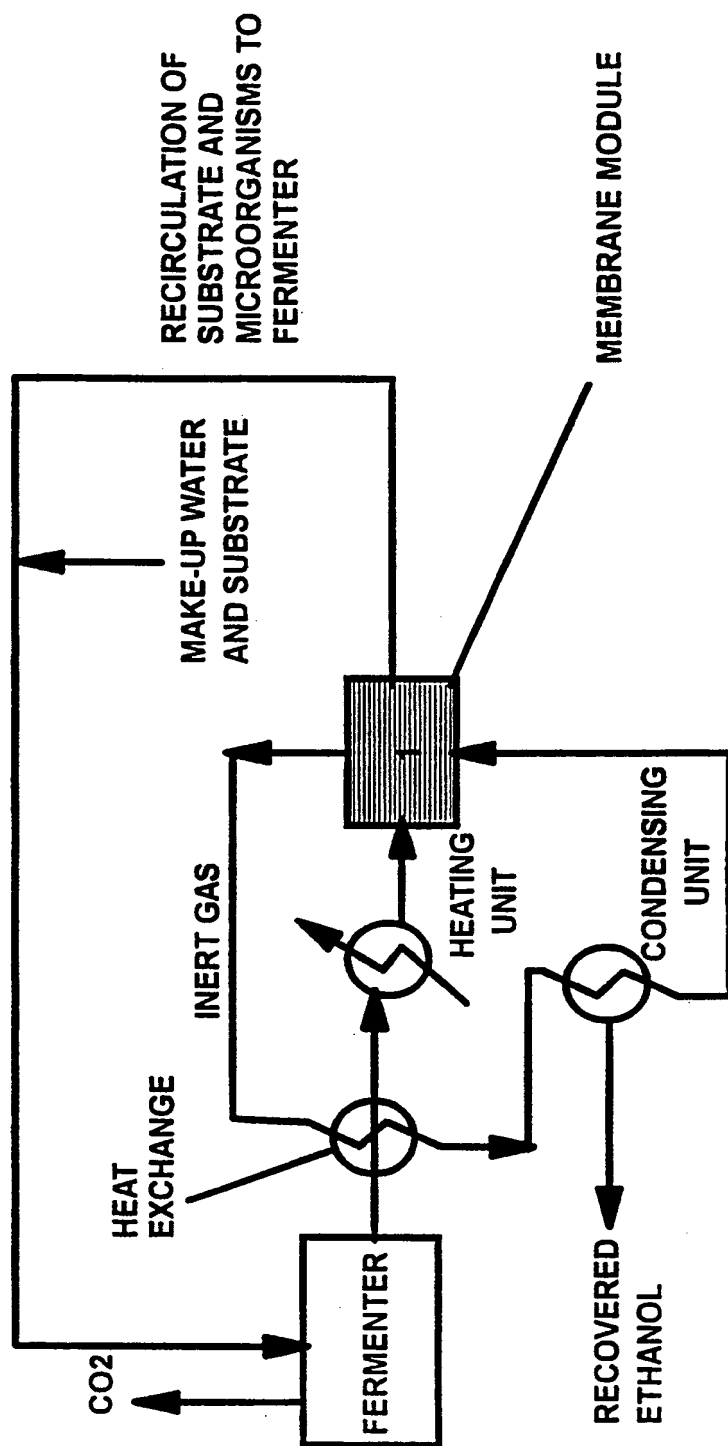 RECIRCULATION OF
SUBSTRATE AND
MICROORGANISMS TO
FERMENTER
MAKE-UP WATER
AND SUBSTRATE
MEMBRANE MODULE
INERT GAS
HEATING
UNIT
CONDENSING
UNIT
HEAT
EXCHANGE
CO2
FERMENTER
RECOVERED
ETHANOL